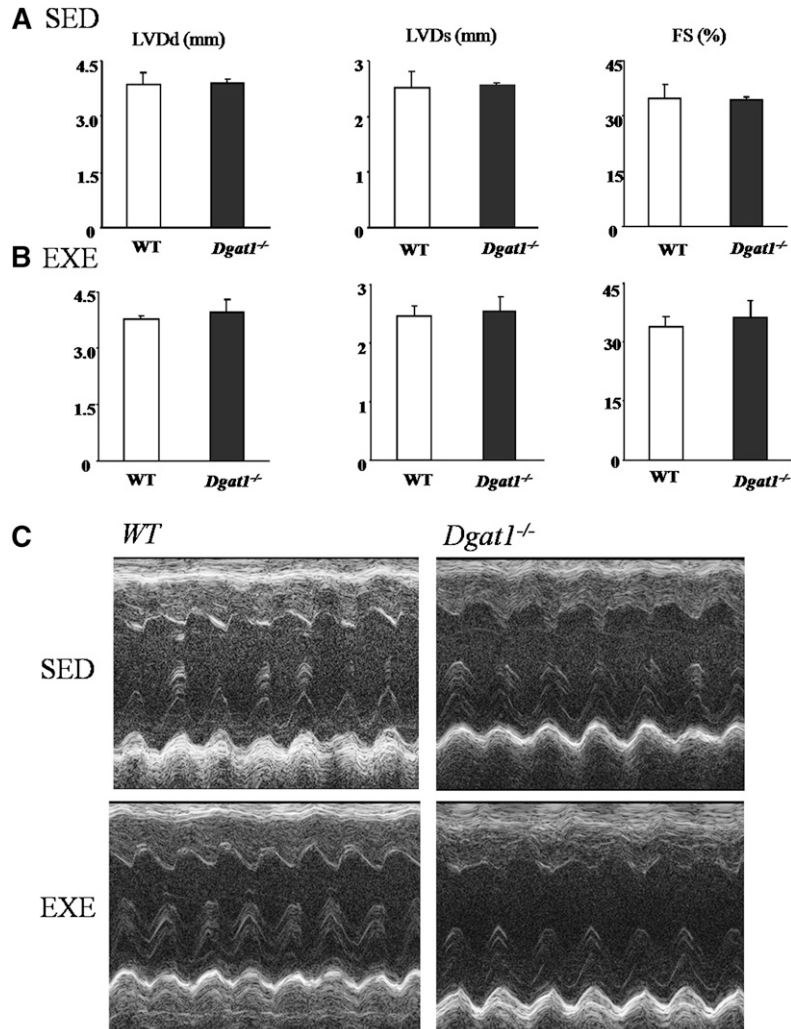 A SED
LVDd (mm) LVDs (mm) FS (%)
4.5 3 45
3.0 2 30
1.5 1 15
0 0 0
WT Dgat1-/- WT Dgat1-/- WT Dgat1-/-
B EXE
4.5 3 45
3.0 2 30
1.5 1 15
0 0 0
WT Dgat1-/- WT Dgat1-/- WT Dgat1-/-
C WT Dgat1-/-
SED
EXE